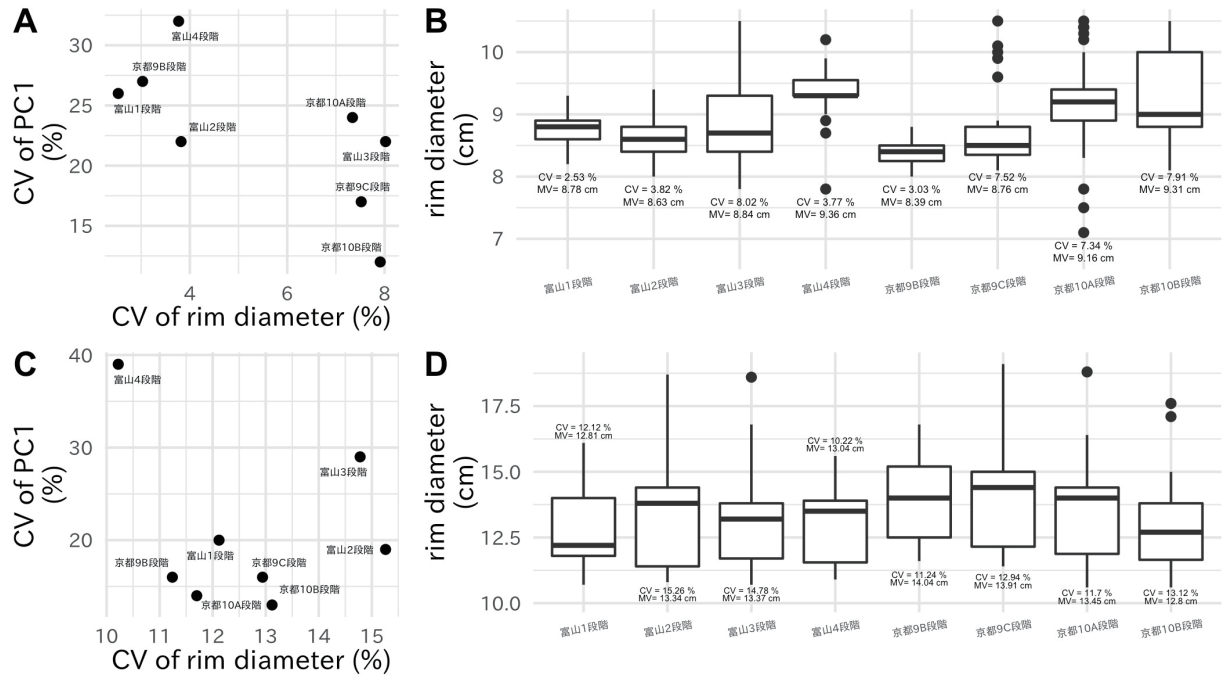 A
CV of PC1
(%)
30
25
20
15
富山4段階
京都9B段階
富山1段階
富山2段階
京都10A段階
富山3段階
京都9C段階
京都10B段階
4
6
8
CV of rim diameter (%)
B
rim diameter
(cm)
10
9
8
7
CV = 2.53 %
MV= 8.78 cm
CV = 3.82 %
MV= 8.63 cm
CV = 8.02 %
MV= 8.84 cm
CV = 3.77 %
MV= 9.36 cm
CV = 3.03 %
MV= 8.39 cm
CV = 7.52 %
MV= 8.76 cm
CV = 7.34 %
MV= 9.16 cm
CV = 7.91 %
MV= 9.31 cm
富山1段階
富山2段階
富山3段階
富山4段階
京都9B段階
京都9C段階
京都10A段階
京都10B段階
C
CV of PC1
(%)
40
30
20
富山4段階
富山3段階
富山1段階
富山2段階
京都9B段階
京都9C段階
京都10A段階
京都10B段階
10
11
12
13
14
15
CV of rim diameter (%)
D
rim diameter
(cm)
17.5
15.0
12.5
10.0
CV = 12.12 %
MV= 12.81 cm
CV = 15.26 %
MV= 13.34 cm
CV = 14.78 %
MV= 13.37 cm
CV = 10.22 %
MV= 13.04 cm
CV = 11.24 %
MV= 14.04 cm
CV = 12.94 %
MV= 13.91 cm
CV = 11.7 %
MV= 13.45 cm
CV = 13.12 %
MV= 12.8 cm
富山1段階
富山2段階
富山3段階
富山4段階
京都9B段階
京都9C段階
京都10A段階
京都10B段階